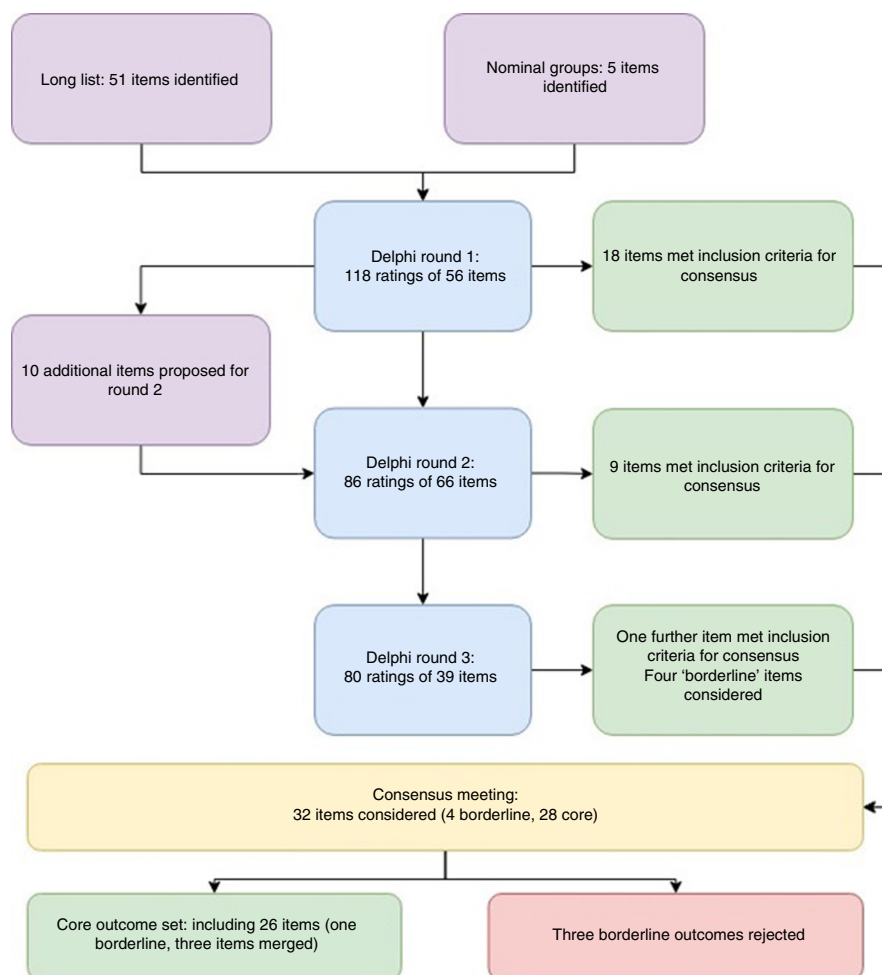 Long list: 51 items identified
Nominal groups: 5 items
identified
Delphi round 1:
118 ratings of 56 items
18 items met inclusion criteria for
consensus
10 additional items proposed for
round 2
Delphi round 2:
86 ratings of 66 items
9 items met inclusion criteria for
consensus
Delphi round 3:
80 ratings of 39 items
One further item met inclusion
criteria for consensus
Four ‘borderline’ items
considered
Consensus meeting:
32 items considered (4 borderline, 28 core)
Core outcome set: including 26 items (one
borderline, three items merged)
Three borderline outcomes rejected